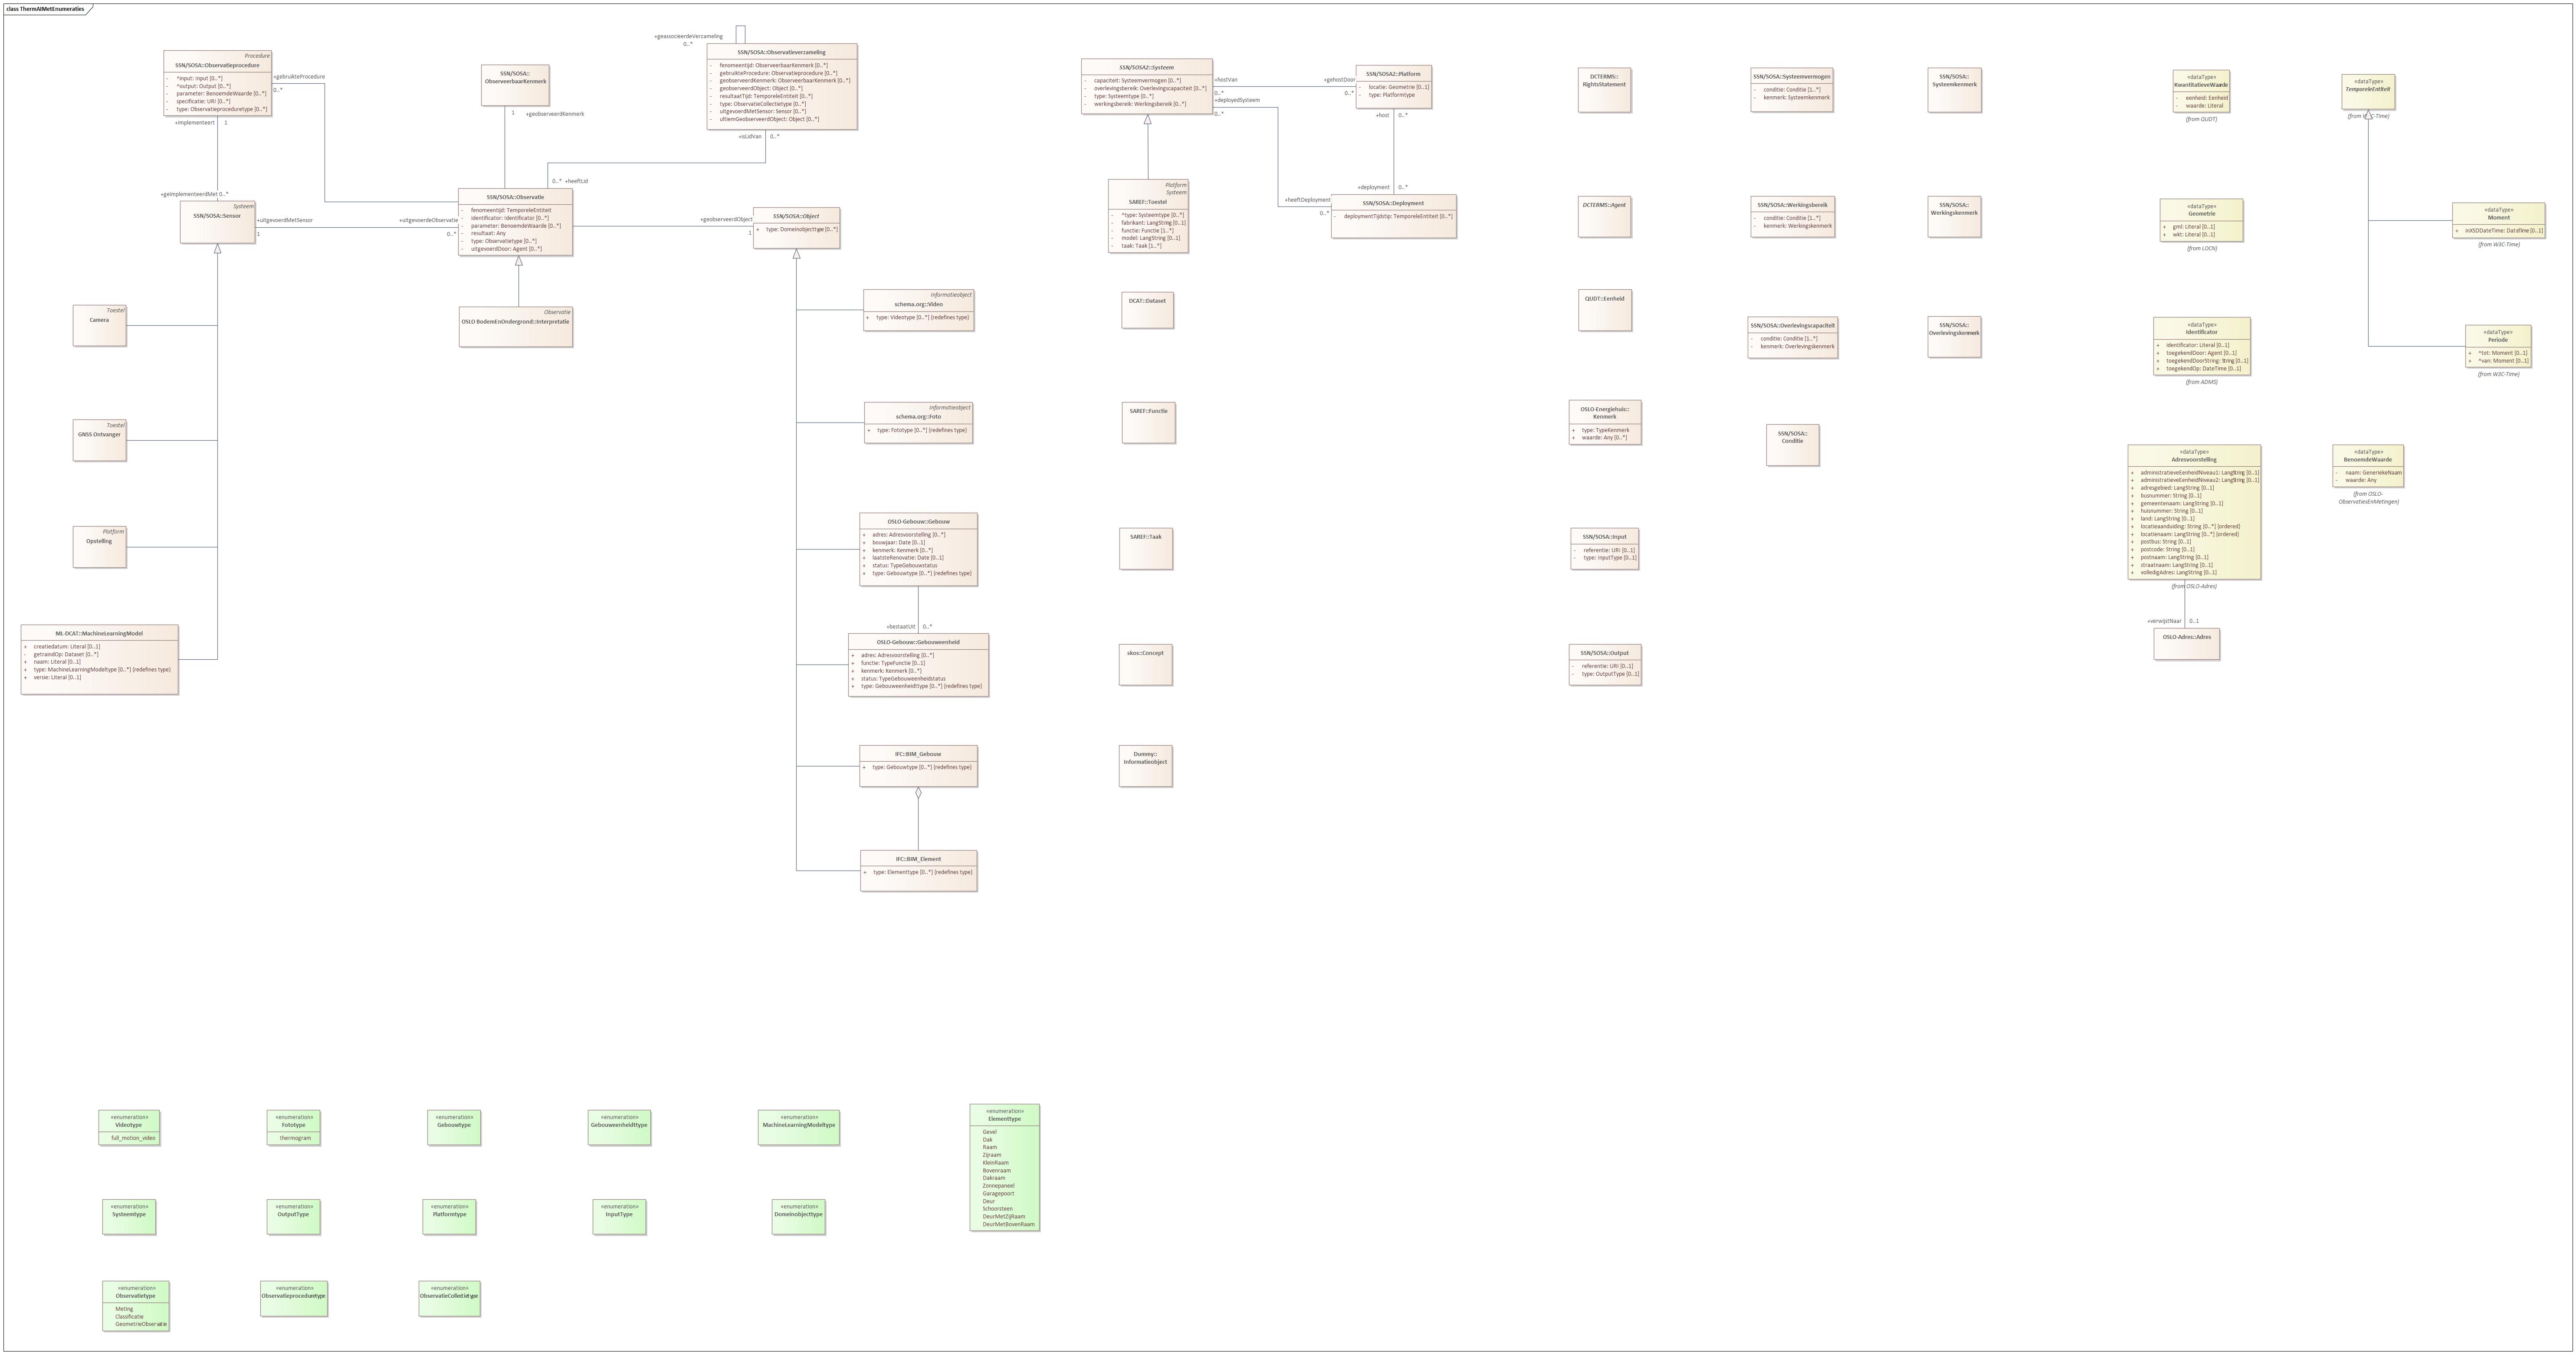 class ThermAIMetEnumeraties
Procedure
SSN/SOSA::Observatieprocedure
- ^input: Input [0..*]
- ^output: Output [0..*]
- parameter: BenoemdeWaarde [0..*]
- specificatie: URI [0..*]
- type: Observatieproceduretype [0..*]
+gebruikteProcedure
0..*
+implementeert 1
+geimplementeerdMet 0..*
Systeem
SSN/SOSA::Sensor
+uitgevoerdMetSensor
1
+uitgevoerdeObservatie
0..*
SSN/SOSA::
ObserveerbaarKenmerk
1 +geobserveerdKenmerk
+geassocieerdeVerzameling
0..*
SSN/SOSA::Observatieverzameling
- fenomeentijd: ObserveerbaarKenmerk [0..*]
- gebruikteProcedure: Observatieprocedure [0..*]
- geobserveerdKenmerk: ObserveerbaarKenmerk [0..*]
- geobserveerdObject: Object [0..*]
- resultaatTijd: TemporeleEntiteit [0..*]
- type: ObservatieCollectietype [0..*]
- uitgevoerdMetSensor: Sensor [0..*]
- ultiemGeobserveerdObject: Object [0..*]
+isLidVan 0..*
0..* +heeftLid
SSN/SOSA::Observatie
- fenomeentijd: TemporeleEntiteit
- identificator: Identificator [0..*]
- parameter: BenoemdeWaarde [0..*]
- resultaat: Any
- type: Observatietype [0..*]
- uitgevoerdDoor: Agent [0..*]
+geobserveerdObject
1
SSN/SOSA::Object
+ type: Domeinobjecttype [0..*]
Observatie
OSLO BodemEnOndergrond::Interpretatie
Toestel
Camera
Toestel
GNSS Ontvanger
Platform
Opstelling
ML-DCAT::MachineLearningModel
+ creatiedatum: Literal [0..1]
- getraindOp: Dataset [0..*]
+ naam: Literal [0..1]
+ type: MachineLearningModeltype [0..*] {redefines type}
+ versie: Literal [0..1]
Informatieobject
schema.org::Video
+ type: Videotype [0..*] {redefines type}
Informatieobject
schema.org::Foto
+ type: Fototype [0..*] {redefines type}
OSLO-Gebouw::Gebouw
+ adres: Adresvoorstelling [0..*]
+ bouwjaar: Date [0..1]
+ kenmerk: Kenmerk [0..*]
+ laatsteRenovatie: Date [0..1]
+ status: TypeGebouwstatus
+ type: Gebouwtype [0..*] {redefines type}
+bestaatUit 0..*
OSLO-Gebouw::Gebouweenheid
+ adres: Adresvoorstelling [0..*]
+ functie: TypeFunctie [0..1]
+ kenmerk: Kenmerk [0..*]
+ status: TypeGebouweenheidstatus
+ type: Gebouweenheidttype [0..*] {redefines type}
IFC::BIM_Gebouw
+ type: Gebouwtype [0..*] {redefines type}
IFC::BIM_Element
+ type: Elementtype [0..*] {redefines type}
SSN/SOSA2::Systeem
- capaciteit: Systeemvermogen [0..*]
- overlevingsbereik: Overlevingscapaciteit [0..*]
- type: Systeemtype [0..*]
- werkingsbereik: Werkingsbereik [0..*]
+hostVan
0..*
+deployedSysteem
0..*
+gehostDoor
0..*
SSN/SOSA2::Platform
- locatie: Geometrie [0..1]
- type: Platformtype
+host 0..*
+deployment 0..*
+heeftDeployment
0..*
SSN/SOSA::Deployment
- deploymentTijdstip: TemporeleEntiteit [0..*]
Platform
Systeem
SAREF::Toestel
- ^type: Systeemtype [0..*]
- fabrikant: LangString [0..1]
- functie: Functie [1..*]
- model: LangString [0..1]
- taak: Taak [1..*]
DCAT::Dataset
SAREF::Functie
SAREF::Taak
skos::Concept
Dummy::
Informatieobject
DCTERMS::
RightsStatement
DCTERMS::Agent
QUDT::Eenheid
OSLO-Energiehuis::
Kenmerk
+ type: TypeKenmerk
+ waarde: Any [0..*]
SSN/SOSA::Input
- referentie: URI [0..1]
- type: InputType [0..1]
SSN/SOSA::Output
- referentie: URI [0..1]
- type: OutputType [0..1]
SSN/SOSA::Systeemvermogen
- conditie: Conditie [1..*]
- kenmerk: Systeemkenmerk
SSN/SOSA::Werkingsbereik
- conditie: Conditie [1..*]
- kenmerk: Werkingskenmerk
SSN/SOSA::Overlevingscapaciteit
- conditie: Conditie [1..*]
- kenmerk: Overlevingskenmerk
SSN/SOSA::
Conditie
SSN/SOSA::
Systeemkenmerk
SSN/SOSA::
Werkingskenmerk
SSN/SOSA::
Overlevingskenmerk
«dataType»
KwantitatieveWaarde
- eenheid: Eenheid
- waarde: Literal
(from QUDT)
«dataType»
Geometrie
+ gml: Literal [0..1]
+ wkt: Literal [0..1]
(from LOCN)
«dataType»
Identificator
+ identificator: Literal [0..1]
+ toegekendDoor: Agent [0..1]
+ toegekendDoorString: String [0..1]
+ toegekendOp: DateTime [0..1]
(from ADMS)
«dataType»
Adresvoorstelling
+ administratieveEenheidNiveau1: LangString [0..1]
+ administratieveEenheidNiveau2: LangString [0..1]
+ adresgebied: LangString [0..1]
+ busnummer: String [0..1]
+ gemeentenaam: LangString [0..1]
+ huisnummer: String [0..1]
+ land: LangString [0..1]
+ locatieaanduiding: String [0..*] {ordered}
+ locatienaam: LangString [0..*] {ordered}
+ postbus: String [0..1]
+ postcode: String [0..1]
+ postnaam: LangString [0..1]
+ straatnaam: LangString [0..1]
+ volledigAdres: LangString [0..1]
(from OSLO-Adres)
+verwijstNaar 0..1
OSLO-Adres::Adres
«dataType»
TemporeleEntiteit
(from W3C-Time)
«dataType»
Moment
+ inXSDDateTime: DateTime [0..1]
(from W3C-Time)
«dataType»
Periode
+ ^tot: Moment [0..1]
+ ^van: Moment [0..1]
(from W3C-Time)
«dataType»
BenoemdeWaarde
- naam: GeneriekeNaam
- waarde: Any
(from OSLO-
ObservatiesEnMetingen)
«enumeration»
Videotype
full_motion_video
«enumeration»
Fototype
thermogram
«enumeration»
Gebouwtype
«enumeration»
Gebouweenheidttype
«enumeration»
MachineLearningModeltype
«enumeration»
Elementtype
Gevel
Dak
Raam
Zijraam
KleinRaam
Bovenraam
Dakraam
Zonnepaneel
Garagepoort
Deur
Schoorsteen
DeurMetZijRaam
DeurMetBovenRaam
«enumeration»
Systeemtype
«enumeration»
OutputType
«enumeration»
Platformtype
«enumeration»
InputType
«enumeration»
Domeinobjecttype
«enumeration»
Observatietype
Meting
Classificatie
GeometrieObservatie
«enumeration»
Observatieproceduretype
«enumeration»
ObservatieCollectietype